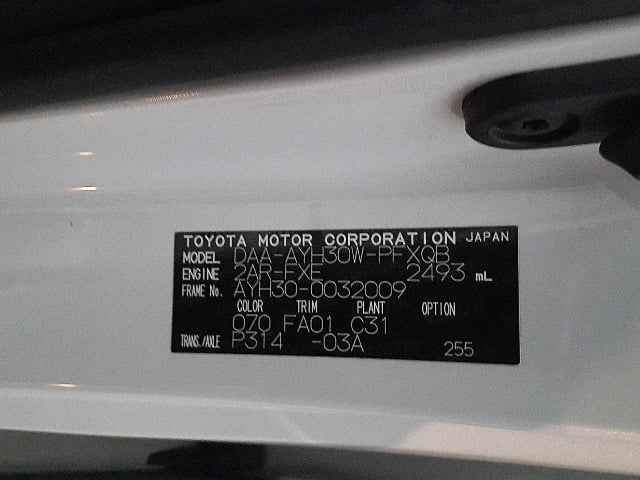 TOYOTA MOTOR CORPORATION JAPAN
MODEL DAA-AYH30W-PFXQB
ENGINE 2AR-FXE 2493 mL
FRAME No. AYH30-0032009
COLOR TRIM PLANT OPTION
070 FA01 C31
TRANS./AXLE P314 -03A
255